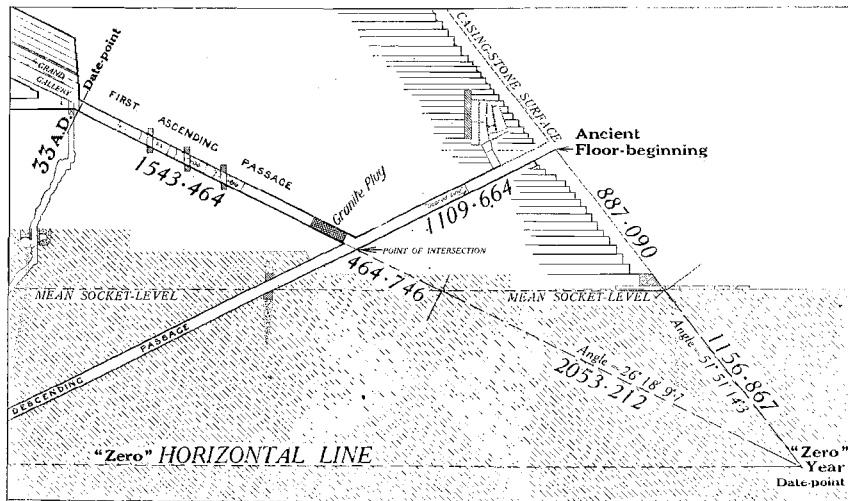 GRAND
GALLERY
Date-point
33 A.D.
FIRST ASCENDING PASSAGE
1543·464
Granite Plug
CASING-STONE SURFACE
Ancient
Floor-beginning
1109·664
887·090
POINT OF INTERSECTION
464·746
MEAN SOCKET-LEVEL
MEAN SOCKET-LEVEL
DESCENDING PASSAGE
Angle = 26° 18′ 9″·7
2053·212
1156·867
Angle = 51° 51′ 14″·3
"Zero" HORIZONTAL LINE
"Zero"
Year
Date-point